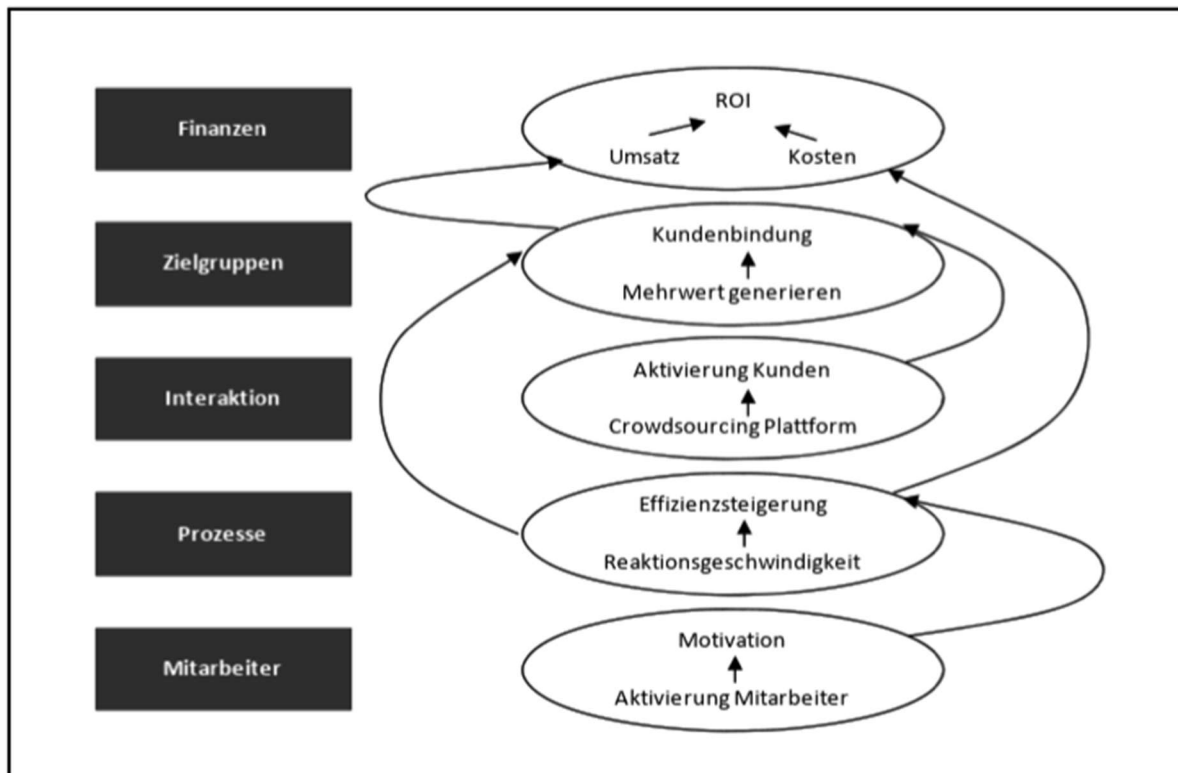 Finanzen
ROI
Umsatz Kosten
Zielgruppen
Kundenbindung
Mehrwert generieren
Interaktion
Aktivierung Kunden
Crowdsourcing Plattform
Prozesse
Effizienzsteigerung
Reaktionsgeschwindigkeit
Mitarbeiter
Motivation
Aktivierung Mitarbeiter